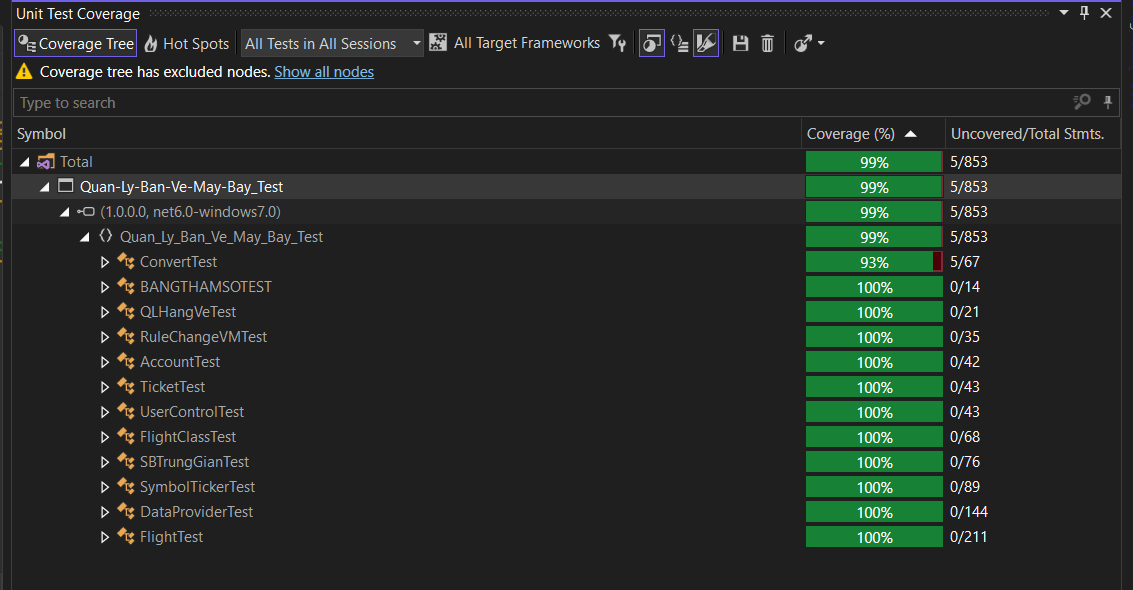 Unit Test Coverage
Coverage Tree Hot Spots All Tests in All Sessions All Target Frameworks
Coverage tree has excluded nodes. Show all nodes
Type to search
Symbol Coverage (%) Uncovered/Total Stmts.
Total 99% 5/853
Quan-Ly-Ban-Ve-May-Bay_Test 99% 5/853
(1.0.0.0, net6.0-windows7.0) 99% 5/853
Quan_Ly_Ban_Ve_May_Bay_Test 99% 5/853
ConvertTest 93% 5/67
BANGTHAMSOTEST 100% 0/14
QLHangVeTest 100% 0/21
RuleChangeVMTest 100% 0/35
AccountTest 100% 0/42
TicketTest 100% 0/43
UserControlTest 100% 0/43
FlightClassTest 100% 0/68
SBTrungGianTest 100% 0/76
SymbolTickerTest 100% 0/89
DataProviderTest 100% 0/144
FlightTest 100% 0/211